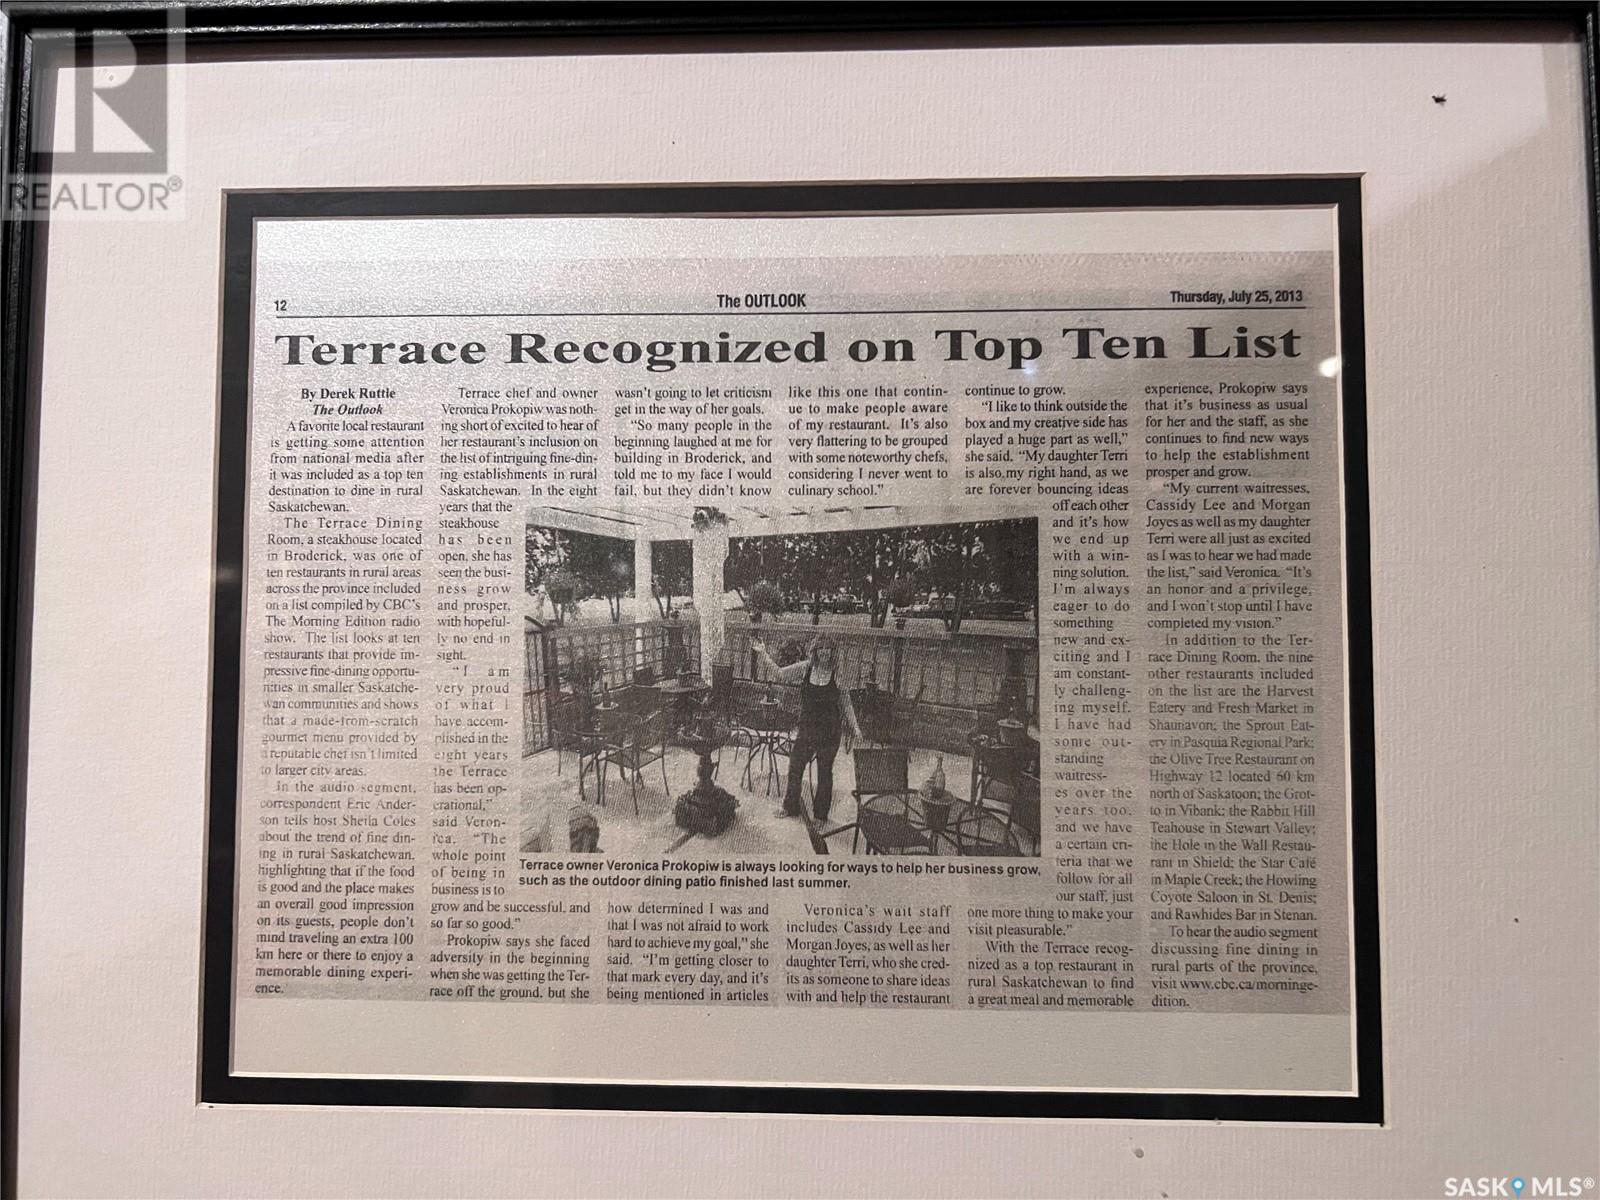 REALTOR®
12
The OUTLOOK
Thursday, July 25, 2013
Terrace Recognized on Top Ten List
By Derek Ruttle
The Outlook
A favorite local restaurant
is getting some attention
from national media after
it was included as a top ten
destination to dine in rural
Saskatchewan.
The Terrace Dining
Room, a steakhouse located
in Broderick, was one of
ten restaurants in rural areas
across the province included
on a list compiled by CBC's
The Morning Edition radio
show. The list looks at ten
restaurants that provide im-
pressive fine-dining opportu-
nities in smaller Saskatche-
wan communities and shows
that a made-from-scratch
gourmet menu provided by
a reputable chef isn't limited
to larger city areas.
In the audio segment,
correspondent Eric Ander-
son tells host Sheila Coles
about the trend of fine din-
ing in rural Saskatchewan,
highlighting that if the food
is good and the place makes
an overall good impression
on its guests, people don't
mind traveling an extra 100
km here or there to enjoy a
memorable dining experi-
ence.
Terrace chef and owner
Veronica Prokopiw was noth-
ing short of excited to hear of
her restaurant's inclusion on
the list of intriguing fine-din-
ing establishments in rural
Saskatchewan. In the eight
years that the
steakhouse
has been
open, she has
seen the busi-
ness grow
and prosper,
with hopeful-
ly no end in
sight.
"I am
very proud
of what I
have accom-
plished in the
eight years
the Terrace
has been op-
erational,"
said Veron-
ica. "The
whole point
of being in
business is to
grow and be successful, and
so far so good."
Prokopiw says she faced
adversity in the beginning
when she was getting the Ter-
race off the ground, but she
wasn't going to let criticism
get in the way of her goals.
"So many people in the
beginning laughed at me for
building in Broderick, and
told me to my face I would
fail, but they didn't know
how determined I was and
that I was not afraid to work
hard to achieve my goal," she
said. "I'm getting closer to
that mark every day, and it's
being mentioned in articles
like this one that contin-
ue to make people aware
of my restaurant. It's also
very flattering to be grouped
with some noteworthy chefs,
considering I never went to
culinary school."
Terrace owner Veronica Prokopiw is always looking for ways to help her business grow,
such as the outdoor dining patio finished last summer.
Veronica's wait staff
includes Cassidy Lee and
Morgan Joyes, as well as her
daughter Terri, who she cred-
its as someone to share ideas
with and help the restaurant
continue to grow.
"I like to think outside the
box and my creative side has
played a huge part as well,"
she said. "My daughter Terri
is also my right hand, as we
are forever bouncing ideas
off each other
and it's how
we end up
with a win-
ning solution.
I'm always
eager to do
something
new and ex-
citing and I
am constant-
ly challeng-
ing myself.
I have had
some out-
standing
waitress-
es over the
years too,
and we have
a certain cri-
teria that we
follow for all
our staff, just
one more thing to make your
visit pleasurable."
With the Terrace recog-
nized as a top restaurant in
rural Saskatchewan to find
a great meal and memorable
experience, Prokopiw says
that it's business as usual
for her and the staff, as she
continues to find new ways
to help the establishment
prosper and grow.
"My current waitresses,
Cassidy Lee and Morgan
Joyes as well as my daughter
Terri were all just as excited
as I was to hear we had made
the list," said Veronica. "It's
an honor and a privilege,
and I won't stop until I have
completed my vision."
In addition to the Ter-
race Dining Room, the nine
other restaurants included
on the list are the Harvest
Eatery and Fresh Market in
Shaunavon; the Sprout Eat-
ery in Pasquia Regional Park;
the Olive Tree Restaurant on
Highway 12 located 60 km
north of Saskatoon; the Grot-
to in Vibank; the Rabbit Hill
Teahouse in Stewart Valley;
the Hole in the Wall Restau-
rant in Shield; the Star Café
in Maple Creek; the Howling
Coyote Saloon in St. Denis;
and Rawhides Bar in Stenan.
To hear the audio segment
discussing fine dining in
rural parts of the province,
visit www.cbc.ca/morninge-
dition.
SASK MLS®